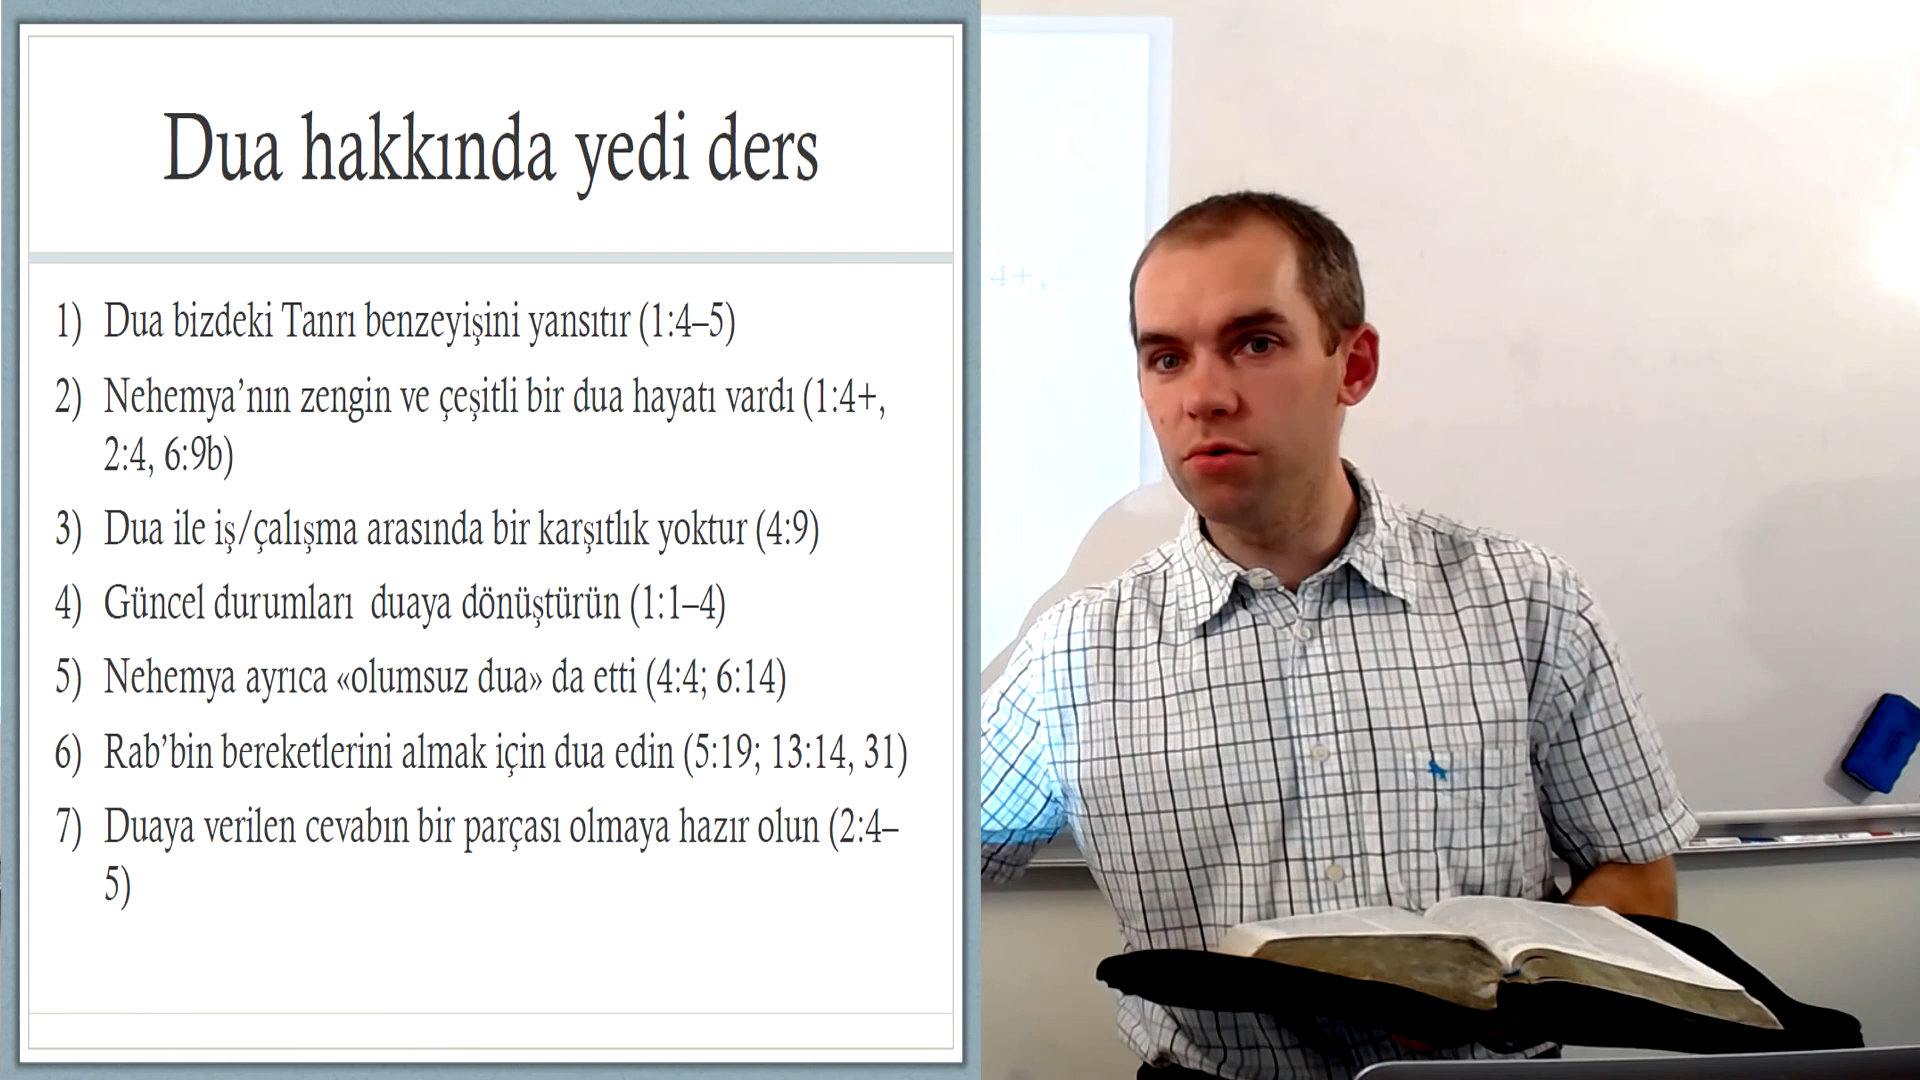 Dua hakkında yedi ders
1) Dua bizdeki Tanrı benzeyişini yansıtır (1:4–5)
2) Nehemya’nın zengin ve çeşitli bir dua hayatı vardı (1:4+,
2:4, 6:9b)
3) Dua ile iş/çalışma arasında bir karşıtlık yoktur (4:9)
4) Güncel durumları duaya dönüştürün (1:1–4)
5) Nehemya ayrıca «olumsuz dua» da etti (4:4; 6:14)
6) Rab’bin bereketlerini almak için dua edin (5:19; 13:14, 31)
7) Duaya verilen cevabın bir parçası olmaya hazır olun (2:4–
5)
4+,